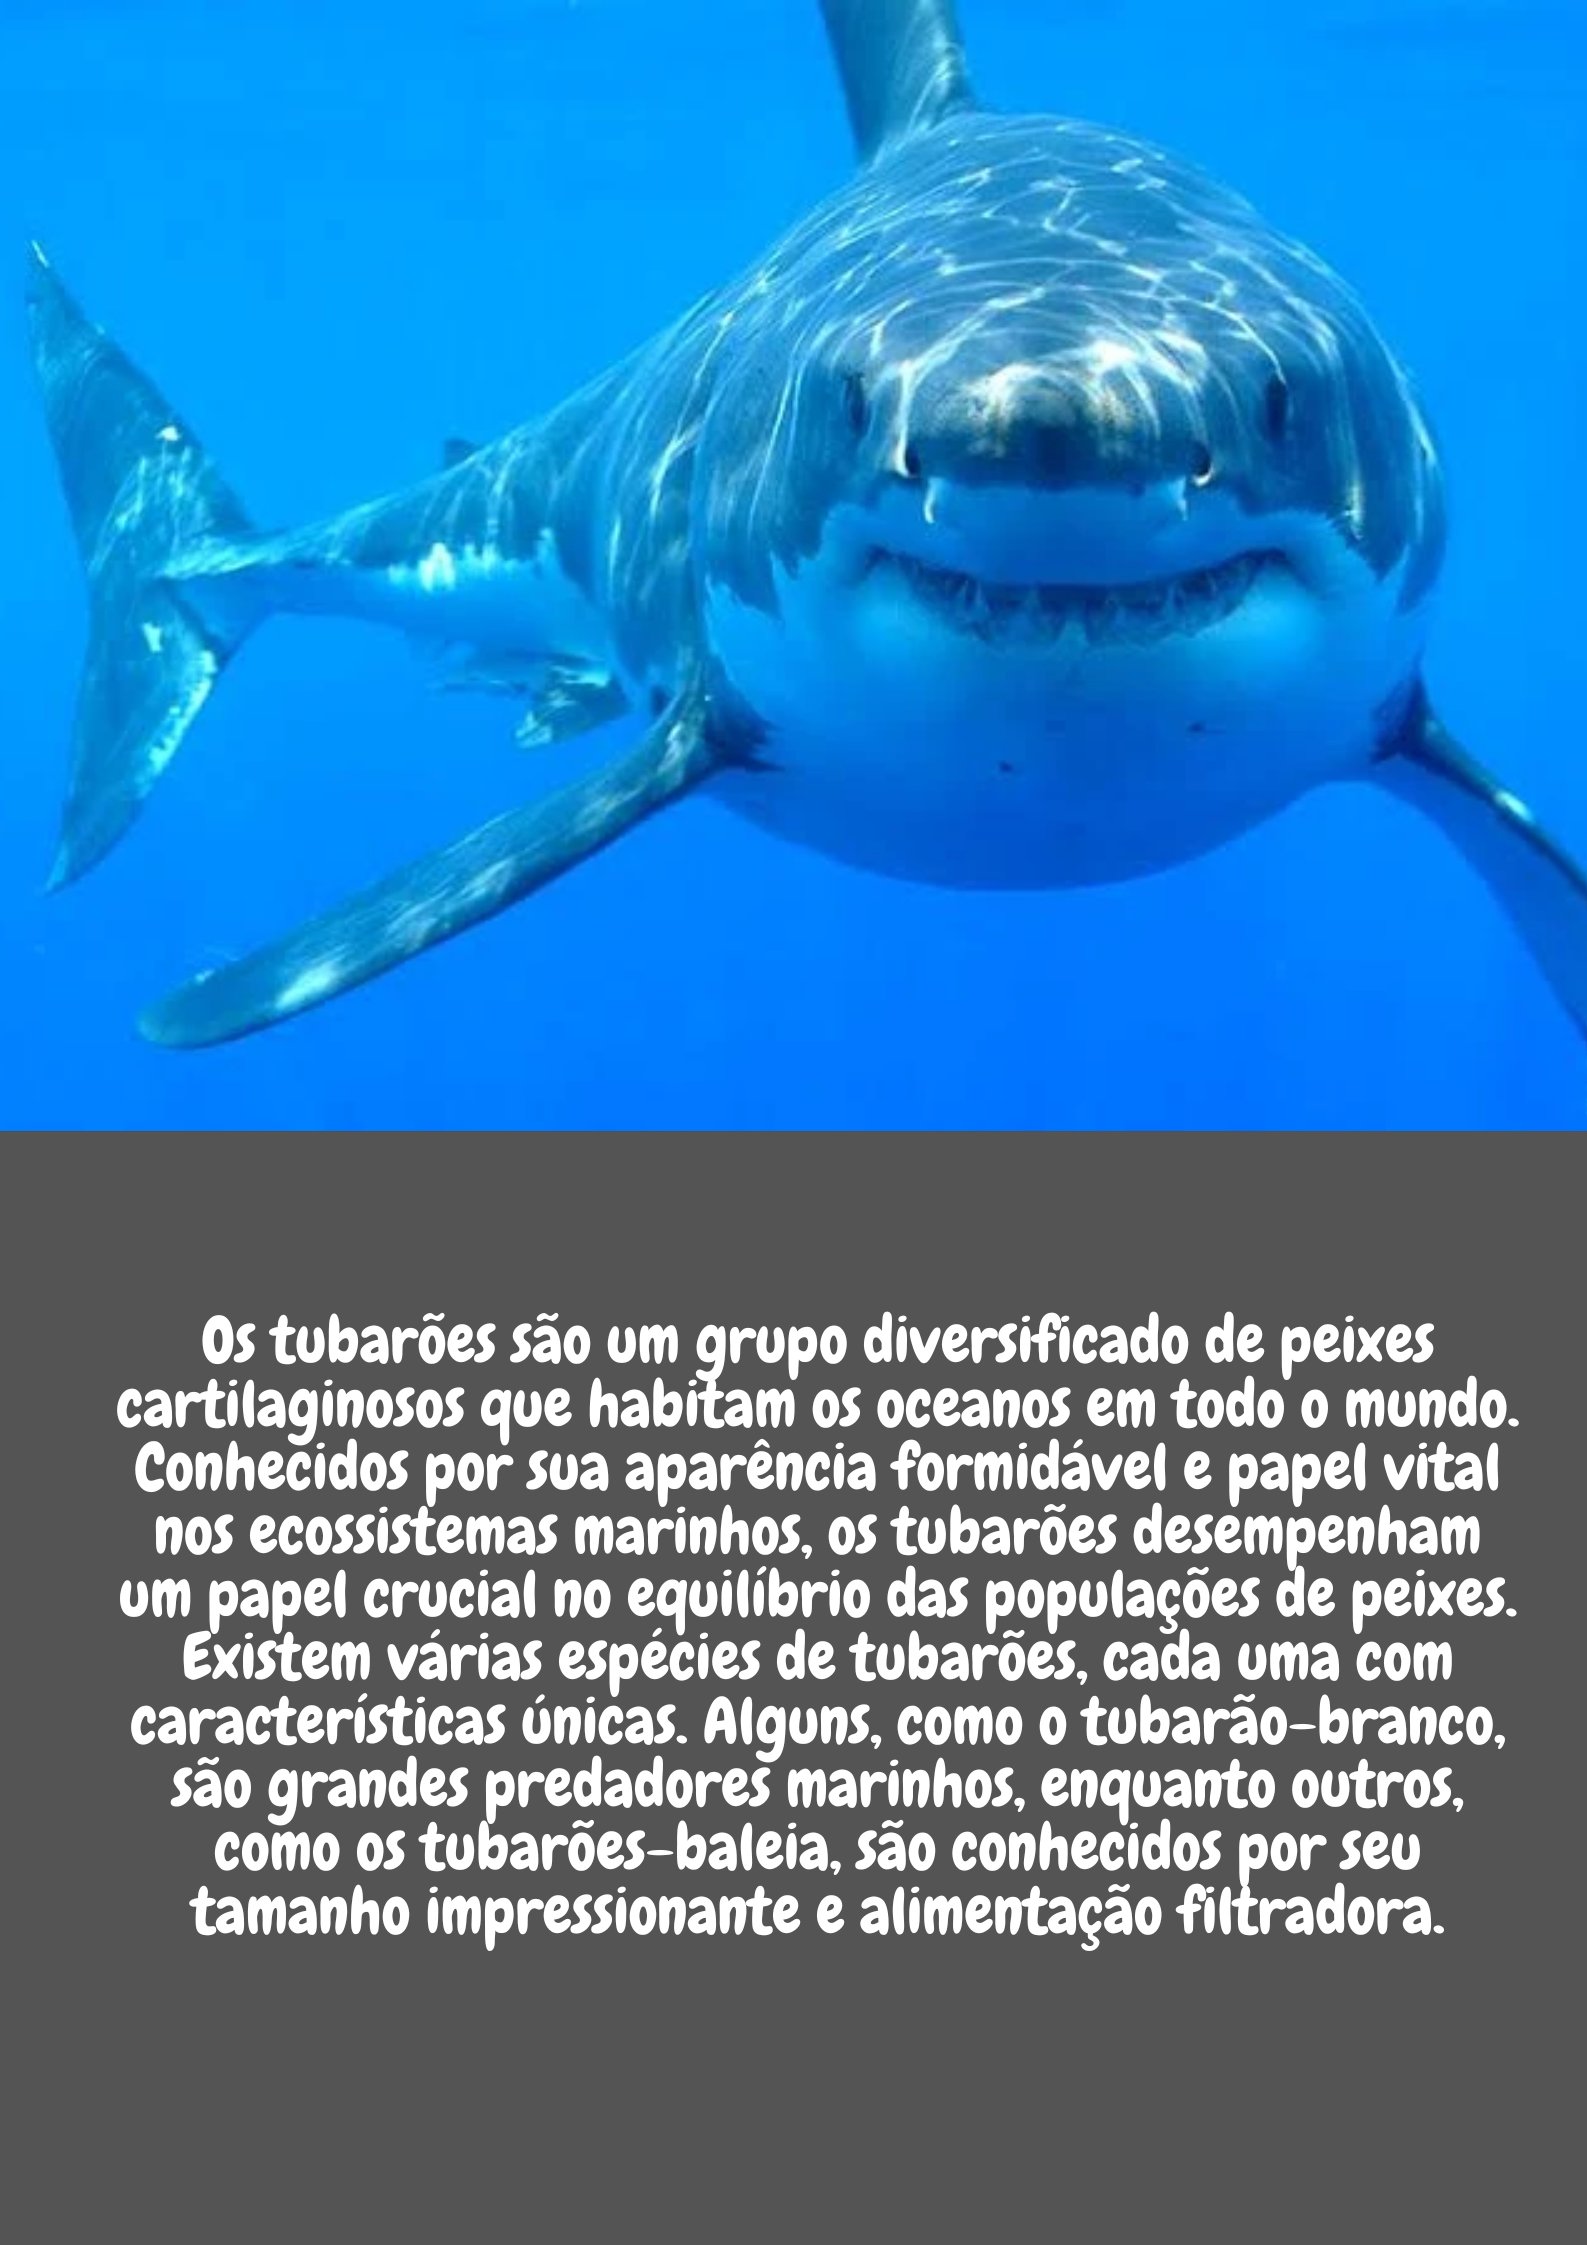 Os tubarões são um grupo diversificado de peixes
cartilaginosos que habitam os oceanos em todo o mundo.
Conhecidos por sua aparência formidável e papel vital
nos ecossistemas marinhos, os tubarões desempenham
um papel crucial no equilíbrio das populações de peixes.
Existem várias espécies de tubarões, cada uma com
características únicas. Alguns, como o tubarão-branco,
são grandes predadores marinhos, enquanto outros,
como os tubarões-baleia, são conhecidos por seu
tamanho impressionante e alimentação filtradora.